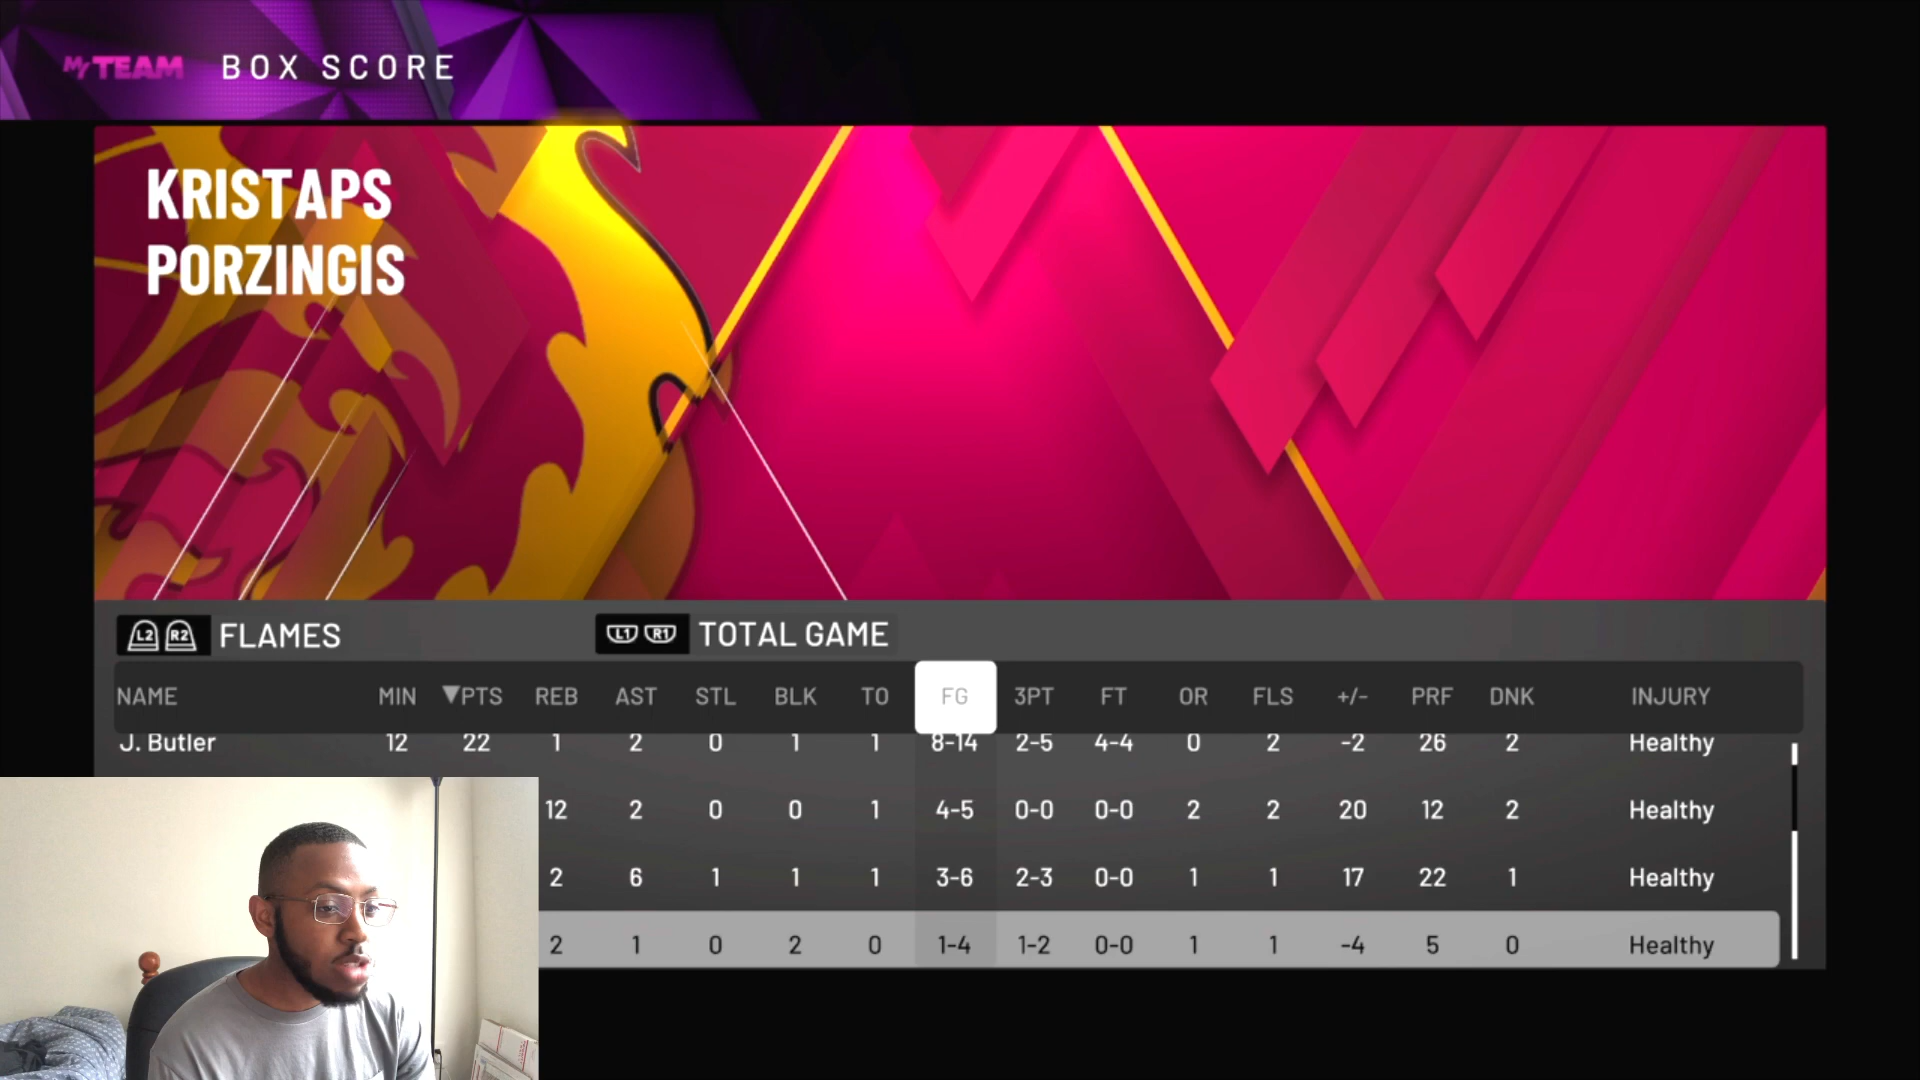 MyTEAM BOX SCORE
KRISTAPS
PORZINGIS
L2 R2 FLAMES L1 R1 TOTAL GAME
NAME MIN ▼PTS REB AST STL BLK TO FG 3PT FT OR FLS +/- PRF DNK INJURY
J. Butler 12 22 1 2 0 1 1 8-14 2-5 4-4 0 2 -2 26 2 Healthy
12 2 0 0 1 4-5 0-0 0-0 2 2 20 12 2 Healthy
2 6 1 1 1 3-6 2-3 0-0 1 1 17 22 1 Healthy
2 1 0 2 0 1-4 1-2 0-0 1 1 -4 5 0 Healthy